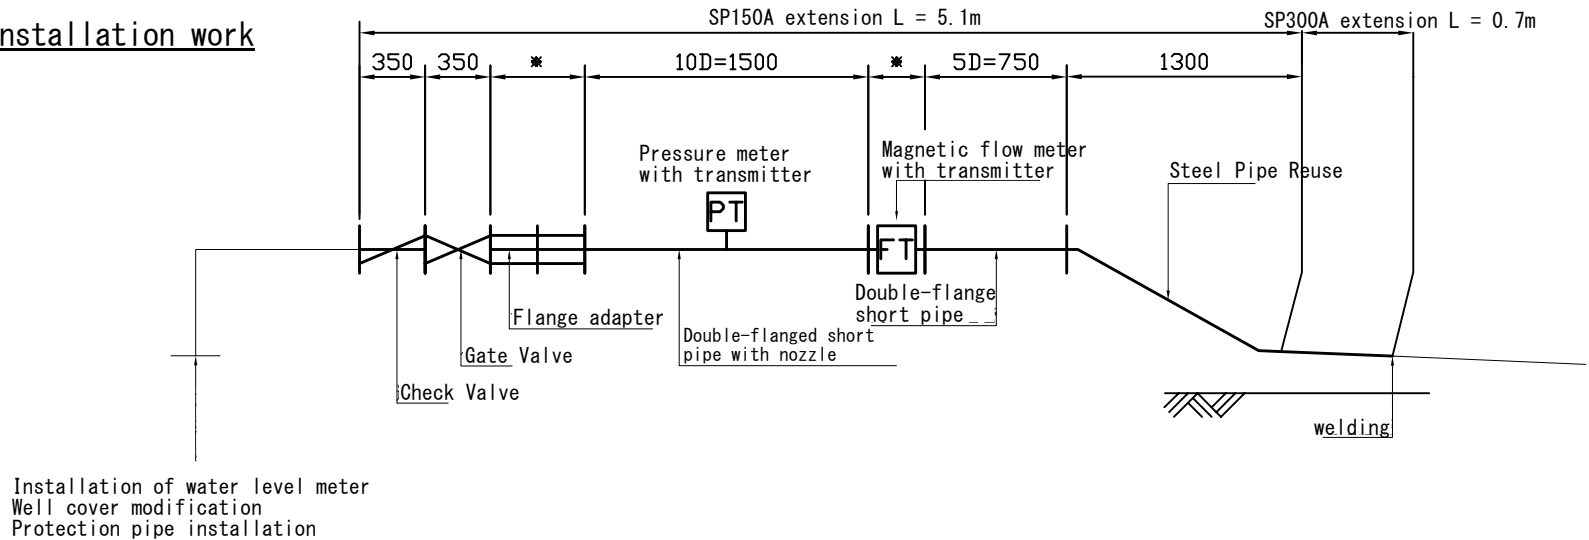 nstallation work
SP150A extension L = 5.1m
SP300A extension L = 0.7m
350
350
*
10D=1500
*
5D=750
1300
Pressure meter
with transmitter
Magnetic flow meter
with transmitter
Steel Pipe Reuse
PT
FT
Flange adapter
Double-flanged short
pipe with nozzle
Double-flange
short pipe
Gate Valve
Check Valve
welding
Installation of water level meter
Well cover modification
Protection pipe installation